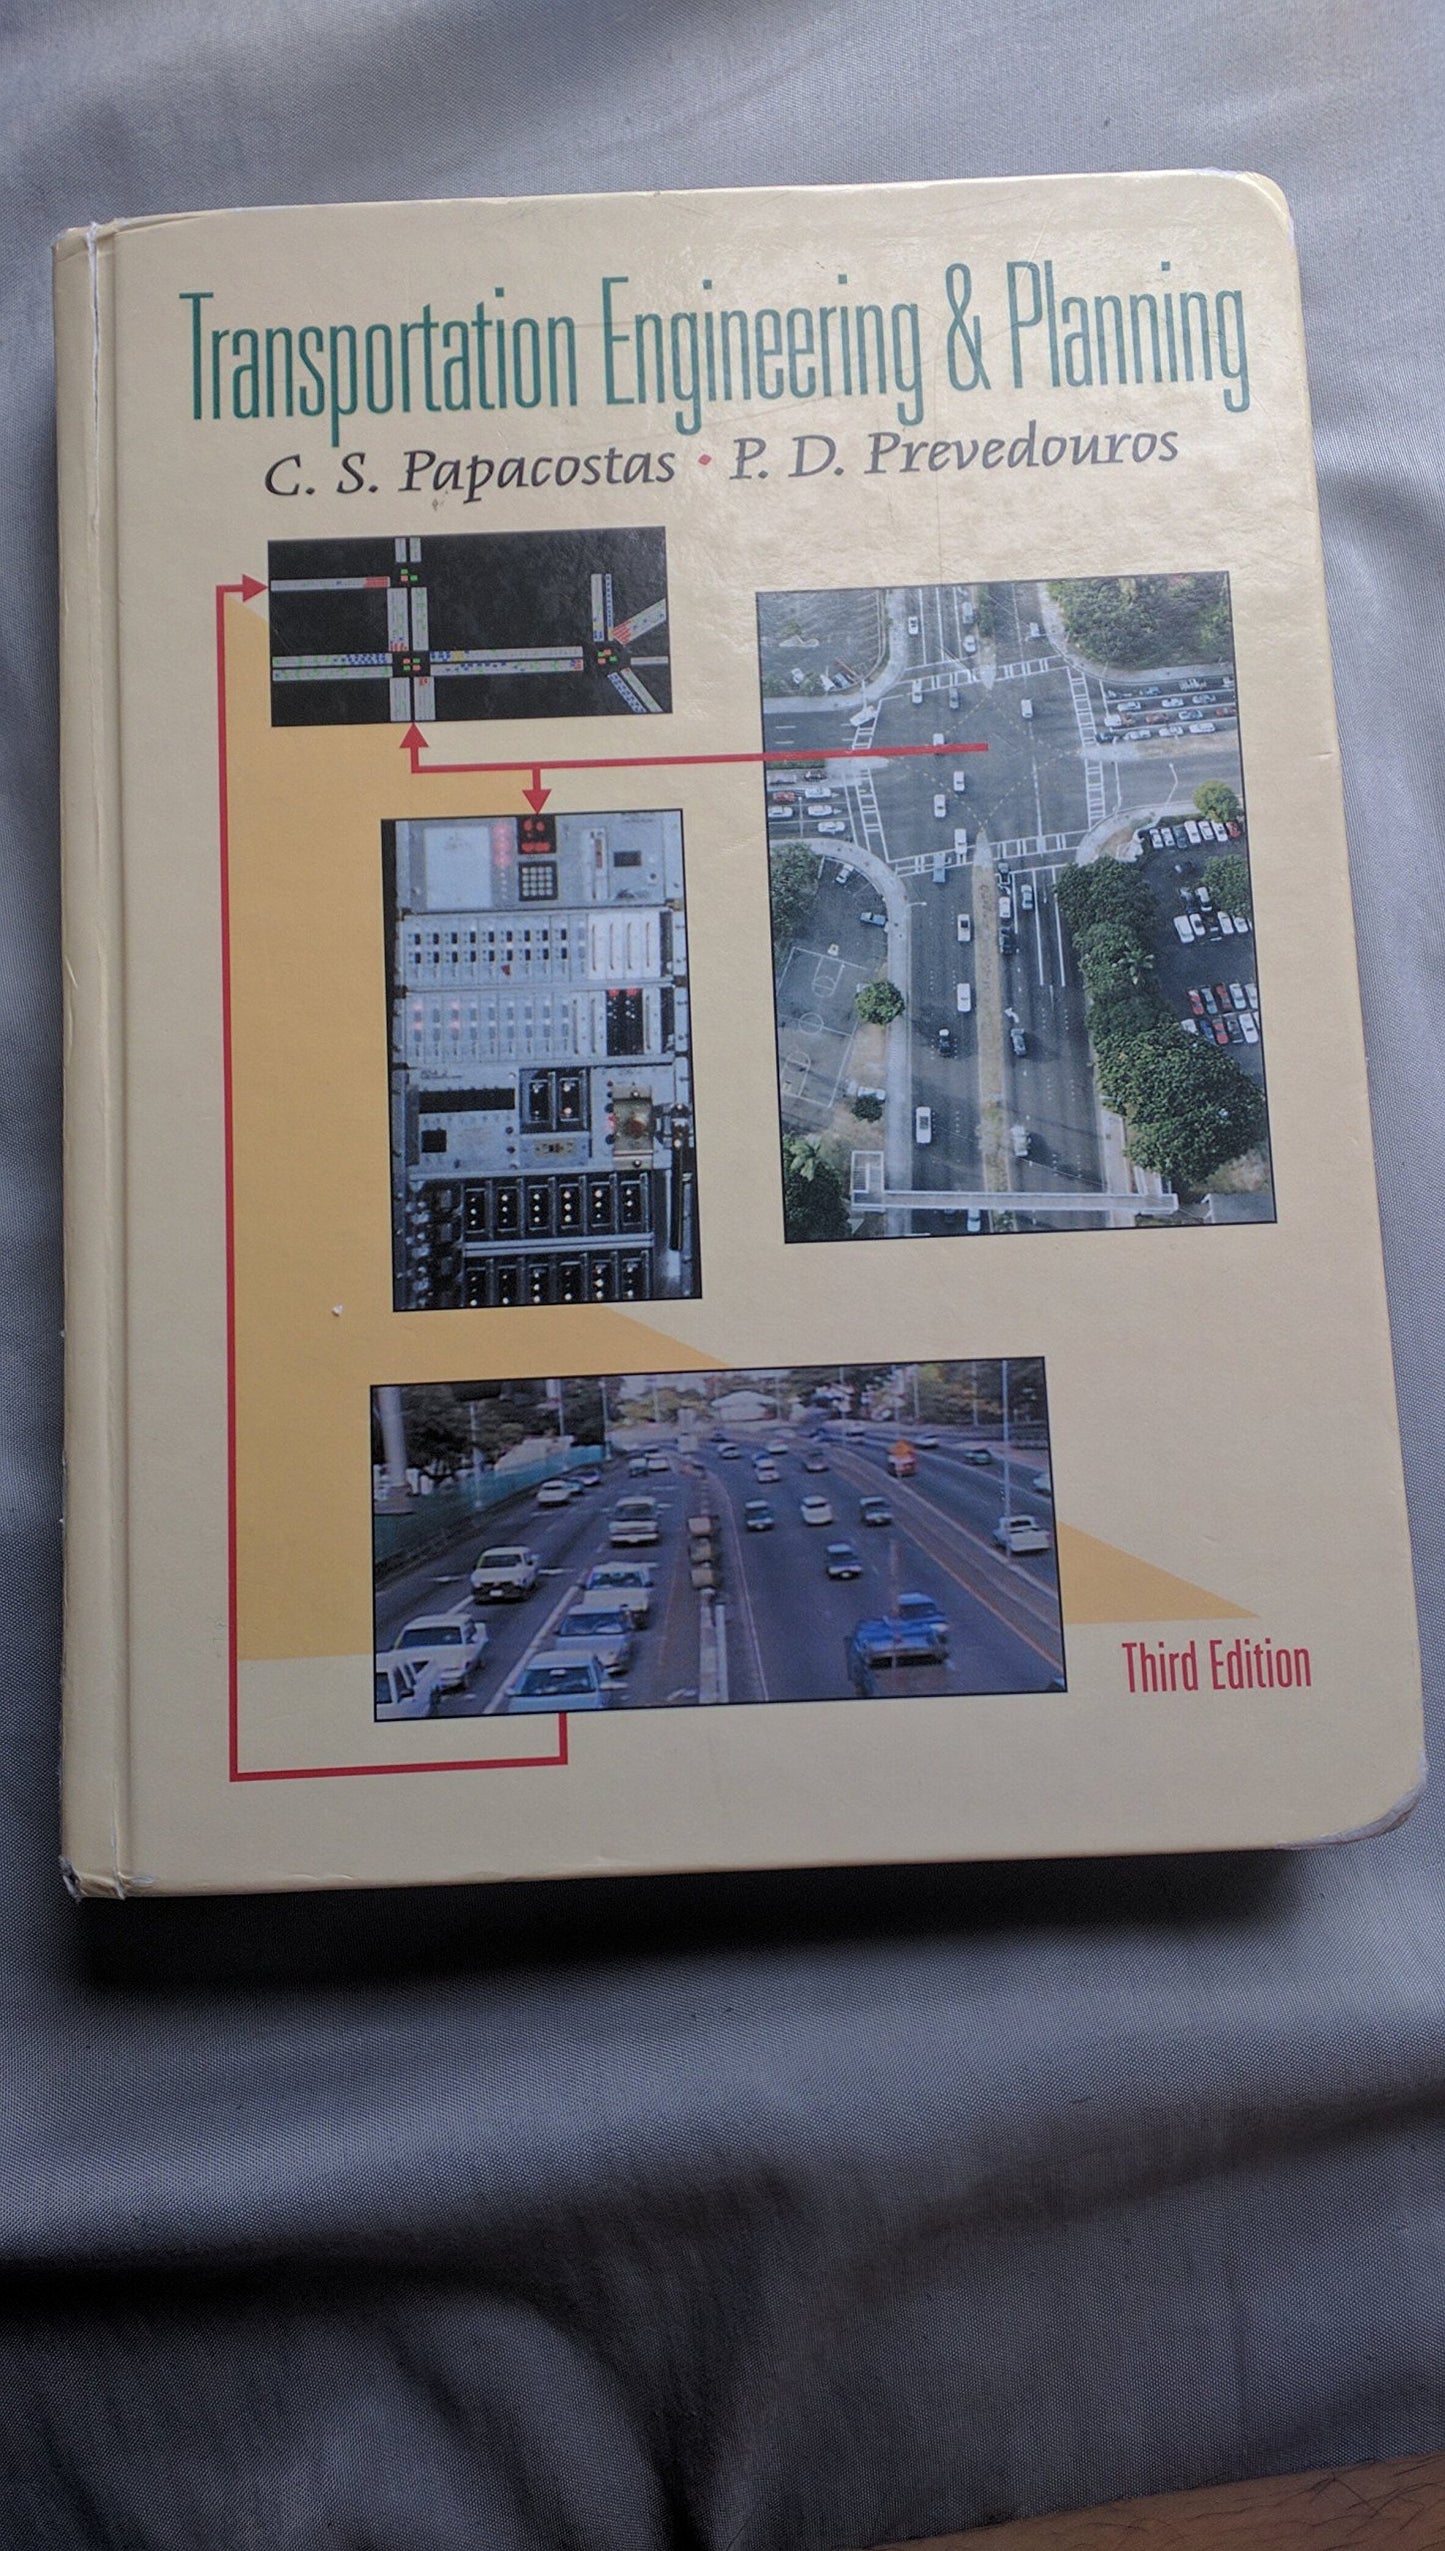 Transportation Engineering & Planning
C. S. Papacostas • P. D. Prevedouros
Third Edition